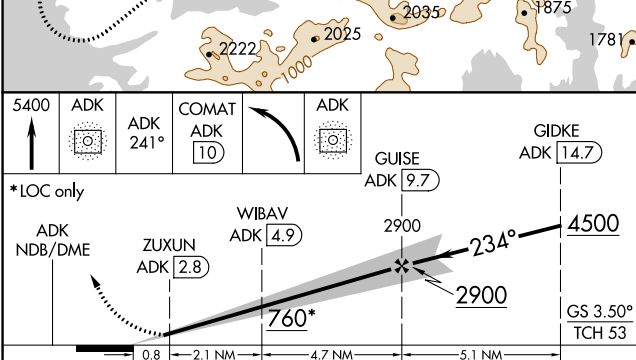 2035
1875
2025
2222
1781
1000
5400
ADK
ADK
241°
COMAT
ADK
10
ADK
GIDKE
ADK 14.7
GUISE
ADK 9.7
*LOC only
WIBAV
ADK 4.9
ADK
NDB/DME
ZUXUN
ADK 2.8
2900
234°
4500
2900
760*
GS 3.50°
TCH 53
0.8
2.1 NM
4.7 NM
5.1 NM